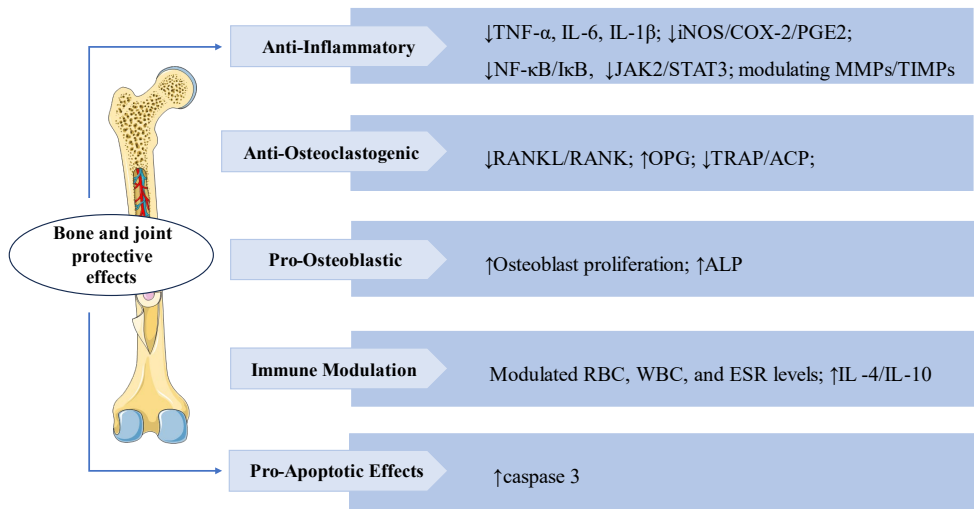 Anti-Inflammatory
↓TNF-α, IL-6, IL-1β; ↓iNOS/COX-2/PGE2;
↓NF-κB/IκB, ↓JAK2/STAT3; modulating MMPs/TIMPs
Anti-Osteoclastogenic
↓RANKL/RANK; ↑OPG; ↓TRAP/ACP;
Bone and joint
protective
effects
Pro-Osteoblastic
↑Osteoblast proliferation; ↑ALP
Immune Modulation
Modulated RBC, WBC, and ESR levels; ↑IL -4/IL-10
Pro-Apoptotic Effects
↑caspase 3